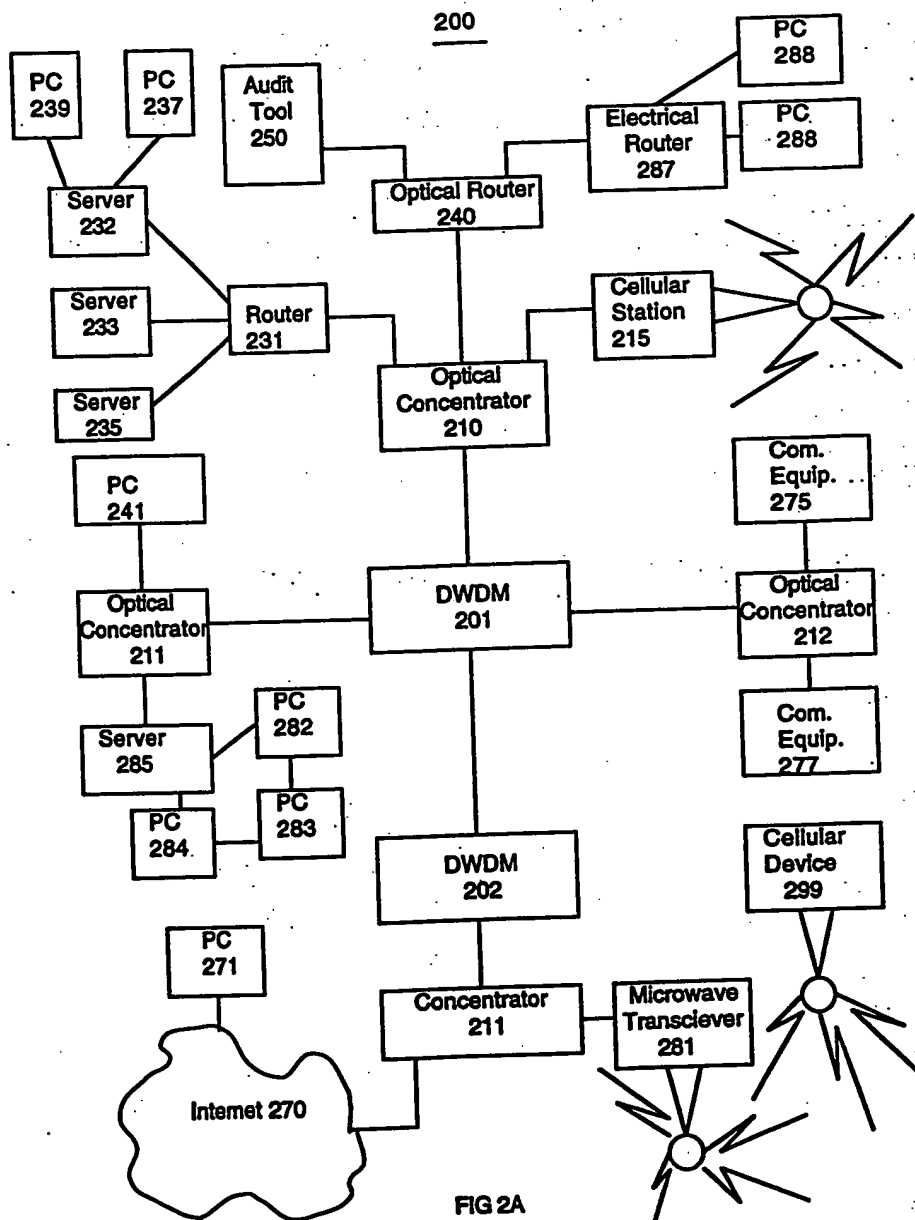 200
PC
239
PC
237
Audit
Tool
250
PC
288
Electrical
Router
287
PC
288
Optical Router
240
Server
232
Server
233
Server
235
Router
231
Cellular
Station
215
Optical
Concentrator
210
PC
241
Com.
Equip.
275
DWDM
201
Optical
Concentrator
211
Optical
Concentrator
212
Server
285
PC
282
PC
283
PC
284
Com.
Equip.
277
DWDM
202
Cellular
Device
299
PC
271
Concentrator
211
Microwave
Transciever
281
Internet 270
FIG 2A